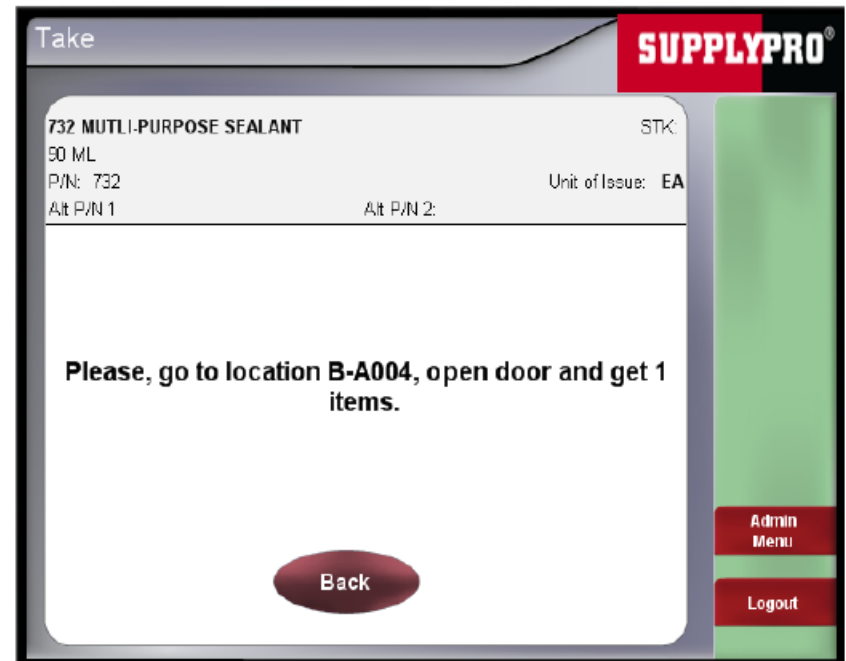 Take
SUPPLYPRO®
732 MUTLI-PURPOSE SEALANT STK:
90 ML
P/N: 732 Unit of Issue: EA
Alt P/N 1 Alt P/N 2:
Please, go to location B-A004, open door and get 1
items.
Back
Admin
Menu
Logout